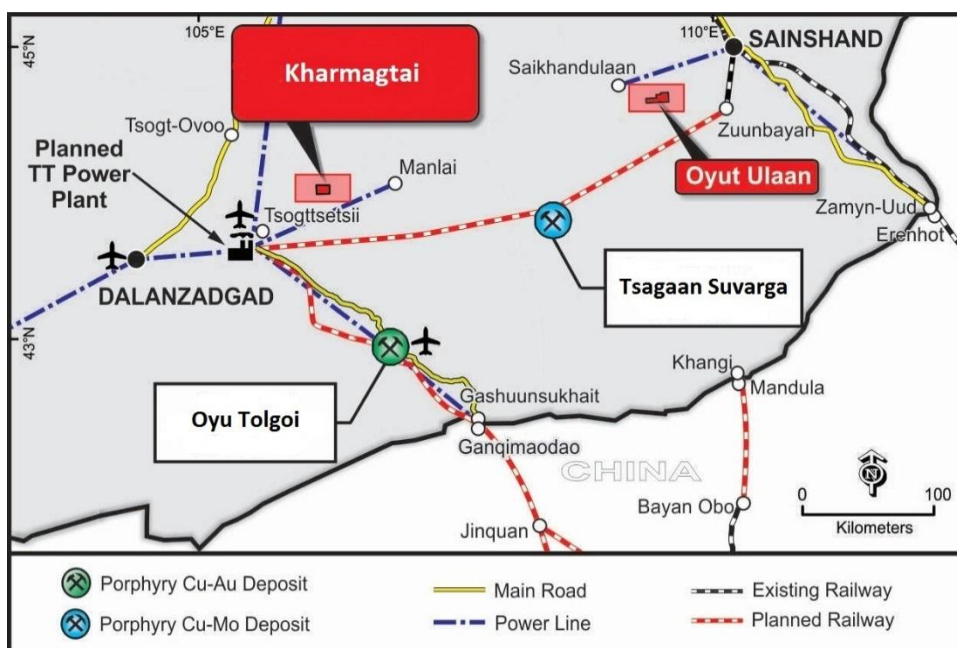 105°E
110°E
45°N
SAINSHAND
Kharmagtai
Saikhandulaan
Tsogt-Ovoo
Zuunbayan
Planned
TT Power
Plant
Manlai
Oyut Ulaan
Tsogttsetsii
Zamyn-Uud
Erenhot
DALANZADGAD
Tsagaan Suvarga
43°N
Khangi
Mandula
Oyu Tolgoi
Gashuunsukhait
Ganqimaodao
CHINA
N
Bayan Obo
0 100
Kilometers
Jinquan
Porphyry Cu-Au Deposit
Main Road
Existing Railway
Porphyry Cu-Mo Deposit
Power Line
Planned Railway